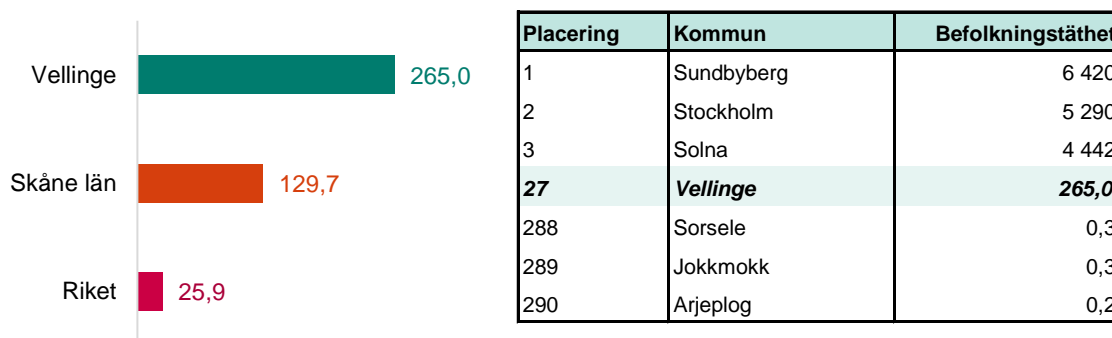 Vellinge 265,0
Skåne län 129,7
Riket 25,9
Placering Kommun Befolkningstäthet
1 Sundbyberg 6 420
2 Stockholm 5 290
3 Solna 4 442
27 Vellinge 265,0
288 Sorsele 0,3
289 Jokkmokk 0,3
290 Arjeplog 0,2